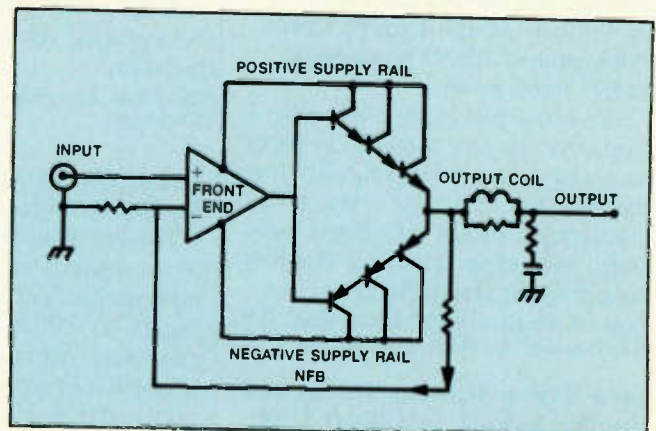 POSITIVE SUPPLY RAIL
INPUT
+
FRONT
END
−
OUTPUT COIL
OUTPUT
NEGATIVE SUPPLY RAIL
NFB